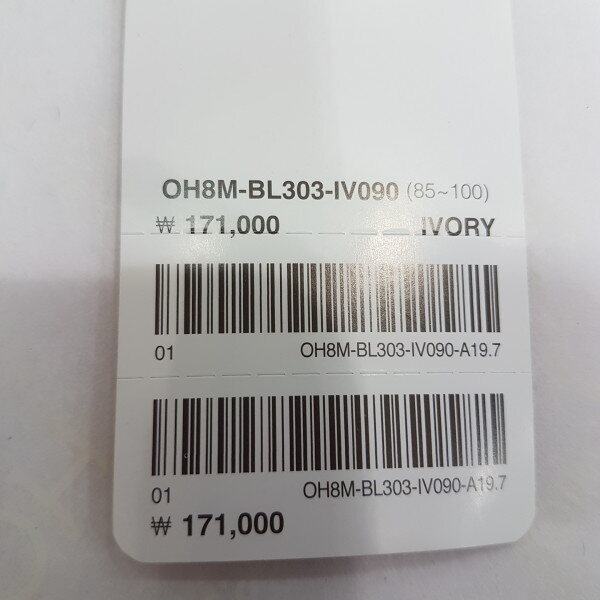 OH8M-BL303-IV090 (85~100)
₩ 171,000 IVORY
01 OH8M-BL303-IV090-A19.7
01 OH8M-BL303-IV090-A19.7
₩ 171,000